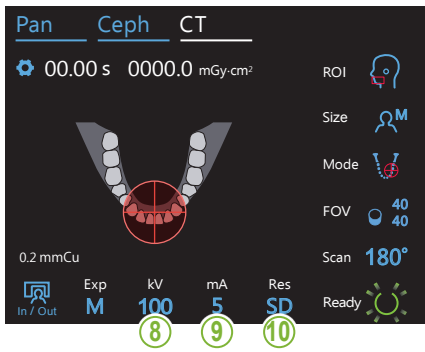 Pan Ceph CT
00.00 s 0000.0 mGy·cm²
ROI
Size M
Mode
FOV 40
40
0.2 mmCu
Scan 180°
Exp kV mA Res
In / Out M 100 5 SD Ready
8 9 10